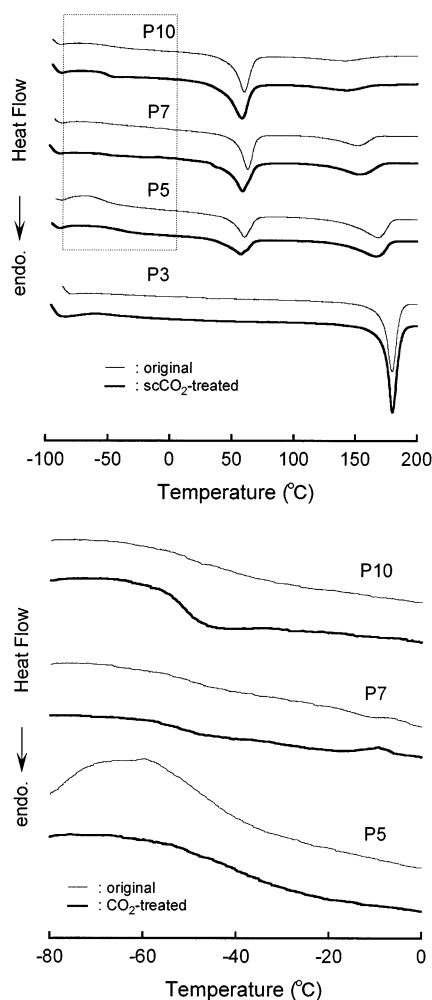 P10
P7
P5
P3
Heat Flow
endo.
: original
: scCO₂-treated
-100 -50 0 50 100 150 200
Temperature (°C)
P10
P7
P5
Heat Flow
endo.
: original
: CO₂-treated
-80 -60 -40 -20 0
Temperature (°C)